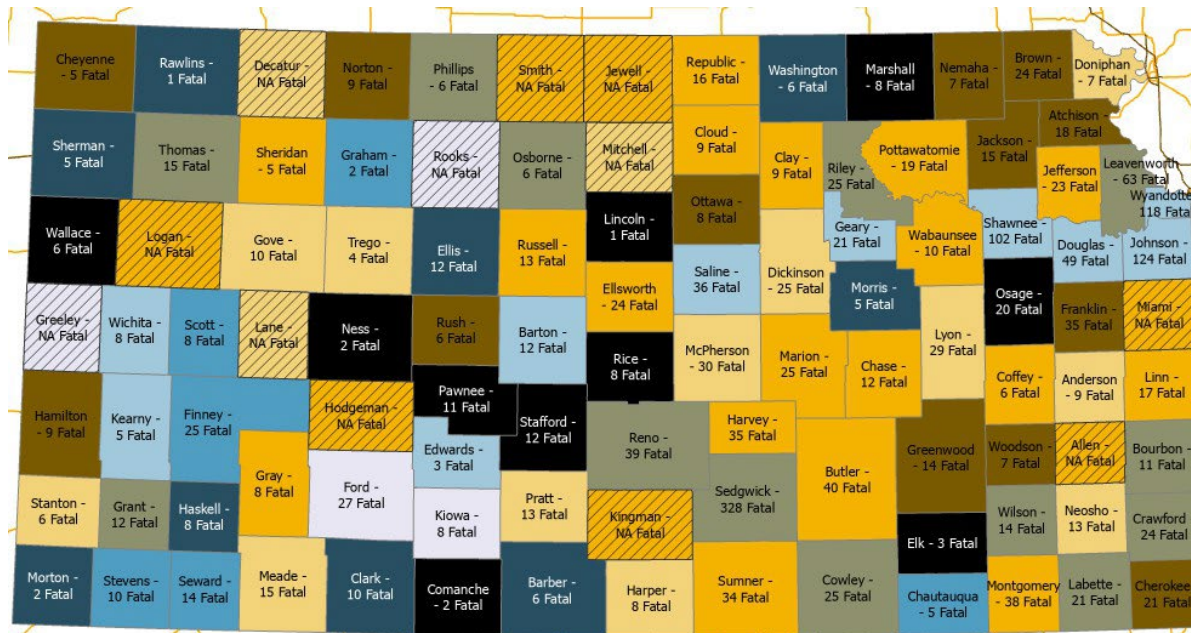 Cheyenne
- 5 Fatal
Rawlins -
1 Fatal
Decatur -
NA Fatal
Norton -
9 Fatal
Phillips
- 6 Fatal
Smith -
NA Fatal
Jewell -
NA Fatal
Republic -
16 Fatal
Washington
- 6 Fatal
Marshall
- 8 Fatal
Nemaha -
7 Fatal
Brown -
24 Fatal
Doniphan
- 7 Fatal
Sherman -
5 Fatal
Thomas -
15 Fatal
Sheridan
- 5 Fatal
Graham -
2 Fatal
Rooks -
NA Fatal
Osborne -
6 Fatal
Mitchell -
NA Fatal
Cloud -
9 Fatal
Clay -
9 Fatal
Riley -
25 Fatal
Pottawatomie
- 19 Fatal
Jackson -
15 Fatal
Atchison -
18 Fatal
Jefferson
- 23 Fatal
Leavenworth
- 63 Fatal
Wyandotte
118 Fatal
Wallace -
6 Fatal
Logan -
NA Fatal
Gove -
10 Fatal
Trego -
4 Fatal
Ellis -
12 Fatal
Russell -
13 Fatal
Lincoln -
1 Fatal
Ottawa -
8 Fatal
Saline -
36 Fatal
Dickinson
- 25 Fatal
Geary -
21 Fatal
Wabaunsee
- 10 Fatal
Shawnee -
102 Fatal
Douglas -
49 Fatal
Johnson -
124 Fatal
Greeley -
NA Fatal
Wichita -
8 Fatal
Scott -
8 Fatal
Lane -
NA Fatal
Ness -
2 Fatal
Rush -
6 Fatal
Barton -
12 Fatal
Ellsworth
- 24 Fatal
Rice -
8 Fatal
McPherson
- 30 Fatal
Marion -
25 Fatal
Morris -
5 Fatal
Chase -
12 Fatal
Lyon -
29 Fatal
Osage -
20 Fatal
Franklin -
35 Fatal
Miami -
NA Fatal
Hamilton
- 9 Fatal
Kearny -
5 Fatal
Finney -
25 Fatal
Hodgeman -
NA Fatal
Pawnee -
11 Fatal
Stafford -
12 Fatal
Edwards -
3 Fatal
Reno -
39 Fatal
Harvey -
35 Fatal
Butler -
40 Fatal
Greenwood
- 14 Fatal
Coffey -
6 Fatal
Anderson
- 9 Fatal
Linn -
17 Fatal
Woodson -
7 Fatal
Allen -
NA Fatal
Bourbon -
11 Fatal
Stanton -
6 Fatal
Grant -
12 Fatal
Haskell -
8 Fatal
Gray -
8 Fatal
Ford -
27 Fatal
Kiowa -
8 Fatal
Pratt -
13 Fatal
Kingman -
NA Fatal
Sedgwick -
328 Fatal
Elk - 3 Fatal
Wilson -
14 Fatal
Neosho -
13 Fatal
Crawford -
24 Fatal
Morton -
2 Fatal
Stevens -
10 Fatal
Seward -
14 Fatal
Meade -
15 Fatal
Clark -
10 Fatal
Comanche
- 2 Fatal
Barber -
6 Fatal
Harper -
8 Fatal
Sumner -
34 Fatal
Cowley -
25 Fatal
Chautauqua
- 5 Fatal
Montgomery
- 38 Fatal
Labette -
21 Fatal
Cherokee -
21 Fatal